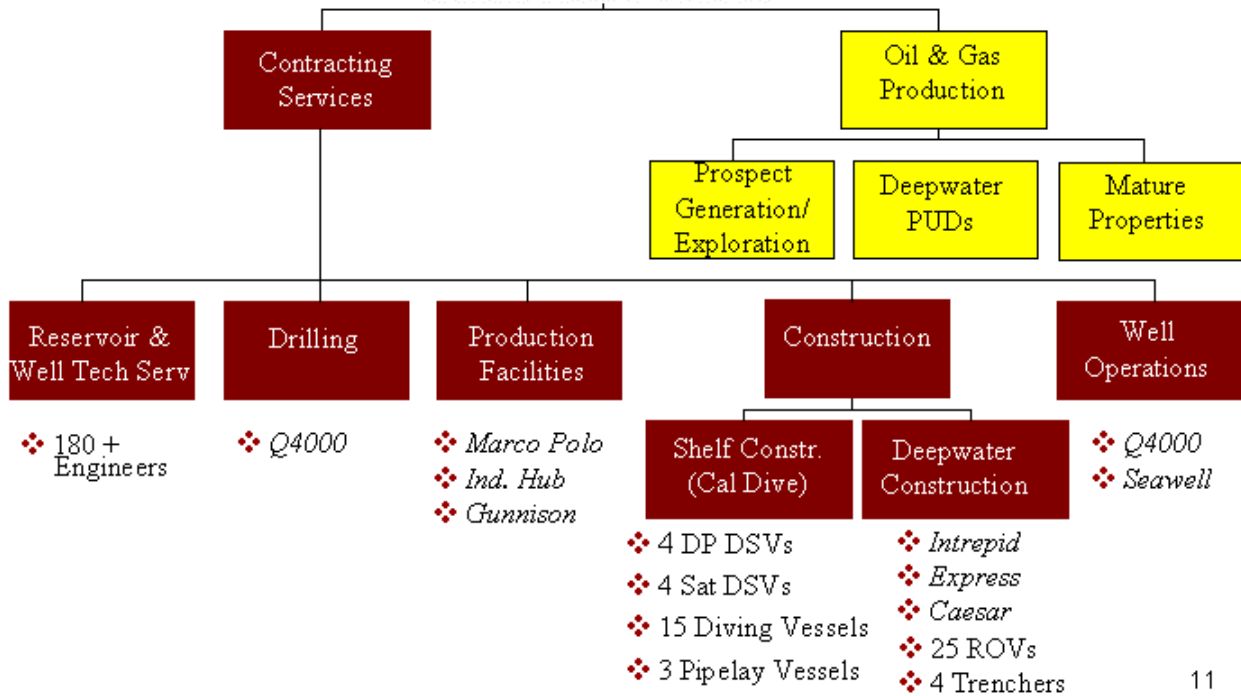 Contracting
Services
Oil & Gas
Production
Prospect
Generation/
Exploration
Deepwater
PUDs
Mature
Properties
Reservoir &
Well Tech Serv
Drilling
Production
Facilities
Construction
Well
Operations
❖ 180 +
Engineers
❖ Q4000
❖ Marco Polo
❖ Ind. Hub
❖ Gunnison
Shelf Constr.
(Cal Dive)
Deepwater
Construction
❖ Q4000
❖ Seawell
❖ 4 DP DSVs
❖ 4 Sat DSVs
❖ 15 Diving Vessels
❖ 3 Pipelay Vessels
❖ Intrepid
❖ Express
❖ Caesar
❖ 25 ROVs
❖ 4 Trenchers
11